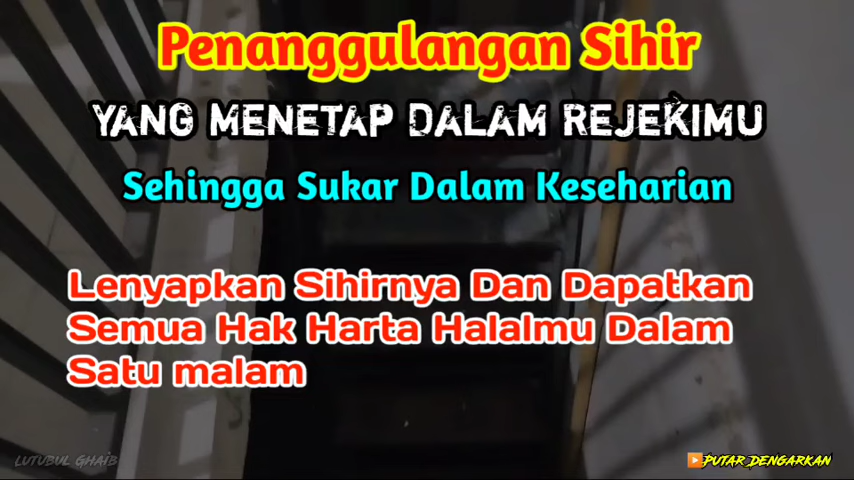 Penanggulangan Sihir
YANG MENETAP DALAM REJEKIMU
Sehingga Sukar Dalam Keseharian
Lenyapkan Sihirnya Dan Dapatkan
Semua Hak Harta Halalmu Dalam
Satu malam
LUTUBUL GHAIB
▶️PUTAR DENGARKAN